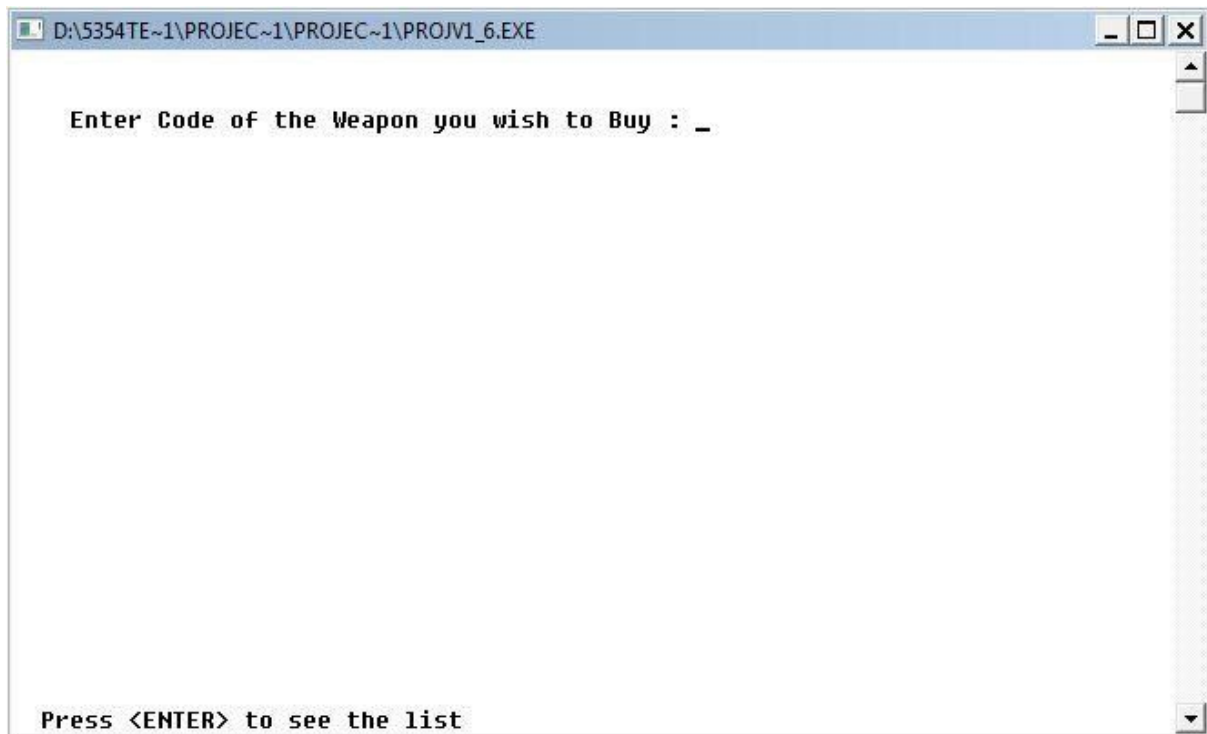 D:\5354TE~1\PROJEC~1\PROJEC~1\PROJV1_6.EXE
Enter Code of the Weapon you wish to Buy : _
Press <ENTER> to see the list